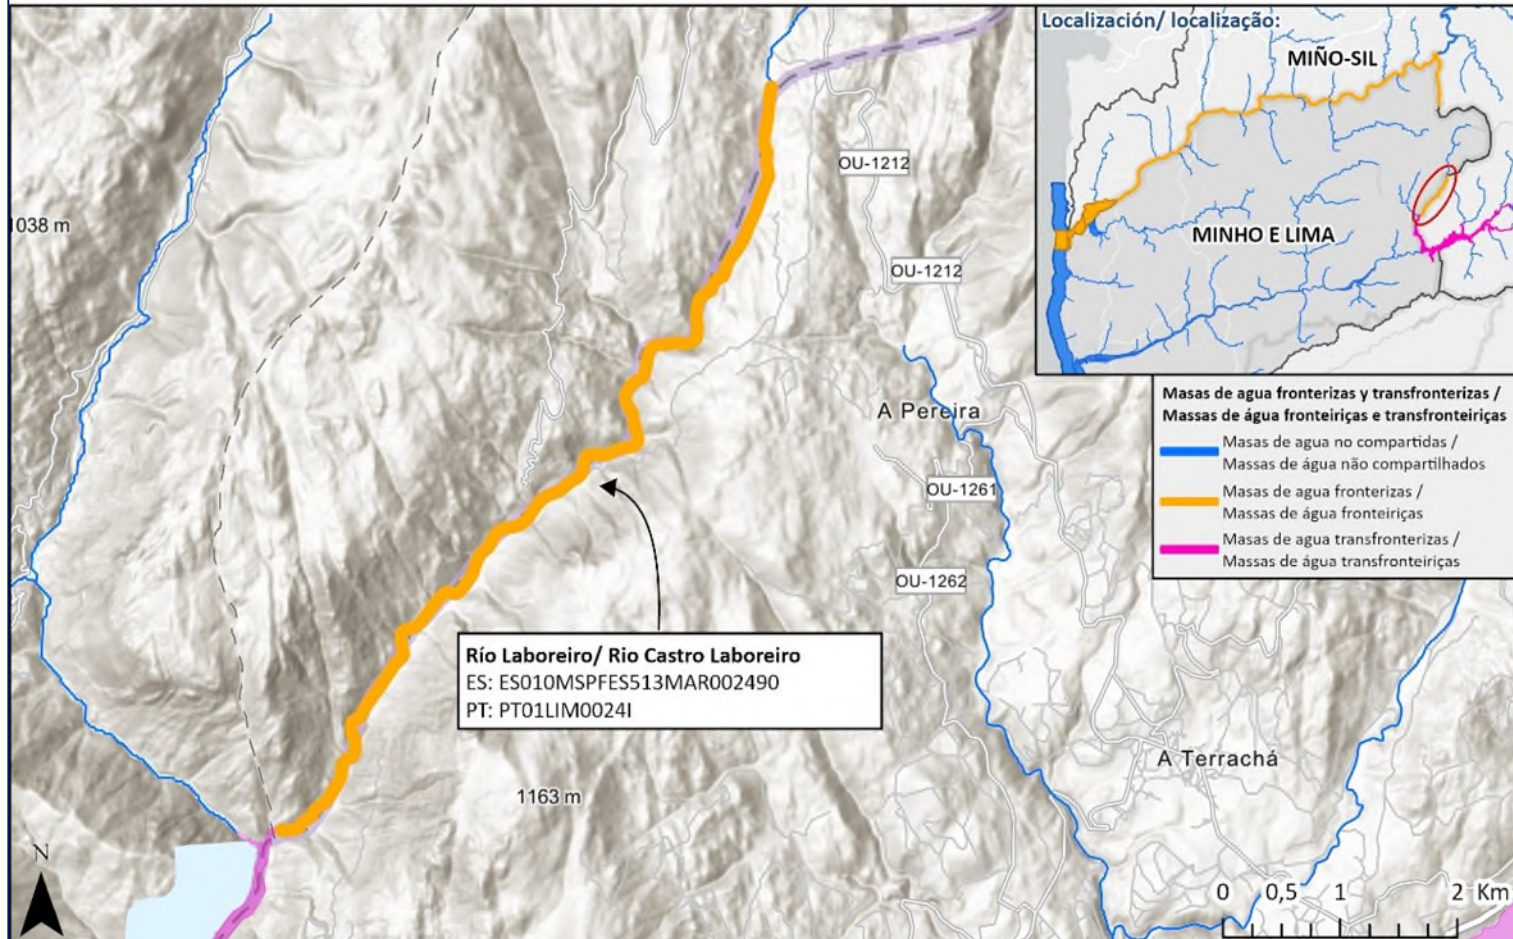 Localización/ localização:
MIÑO-SIL
MINHO E LIMA
OU-1212
1038 m
OU-1212
Masas de agua fronterizas y transfronterizas /
Massas de água fronteiriças e transfronteiriças
Masas de agua no compartidas /
Massas de água não compartilhados
Masas de agua fronterizas /
Massas de água fronteiriças
Masas de agua transfronterizas /
Massas de água transfronteiriças
A Pereira
OU-1261
OU-1262
Río Laboreiro/ Rio Castro Laboreiro
ES: ES010MSPFES513MAR002490
PT: PT01LIM0024I
A Terrachá
1163 m
N
0 0,5 1 2 Km